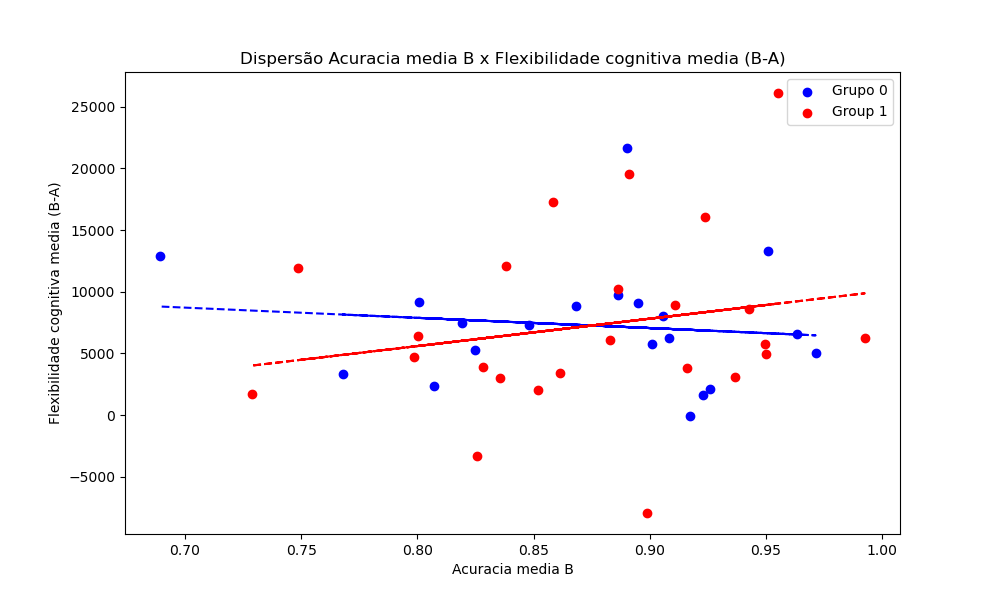 Dispersão Acuracia media B x Flexibilidade cognitiva media (B-A)
Grupo 0
Group 1
Flexibilidade cognitiva media (B-A)
25000
20000
15000
10000
5000
0
−5000
0.70
0.75
0.80
0.85
0.90
0.95
1.00
Acuracia media B